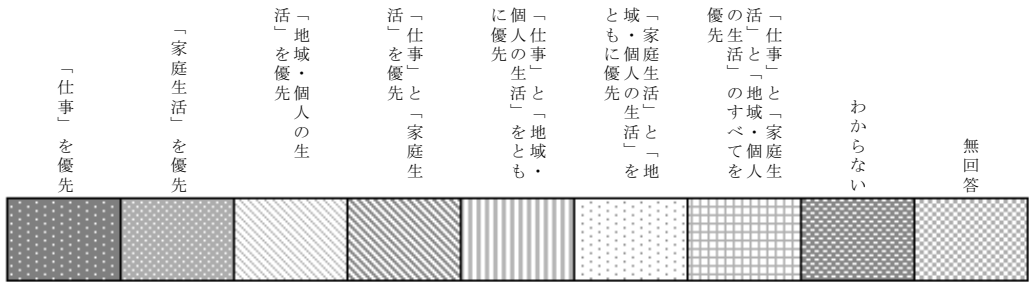 「仕事」を優先
「家庭生活」を優先
「地域・個人の生
活」を優先
「仕事」と「家庭生
活」を優先
「仕事」と「地域・
個人の生活」をとも
に優先
「家庭生活」と「地
域・個人の生活」を
ともに優先
「仕事」と「家庭生
活」と「地域・個人
の生活」のすべてを
優先
わからない
無回答